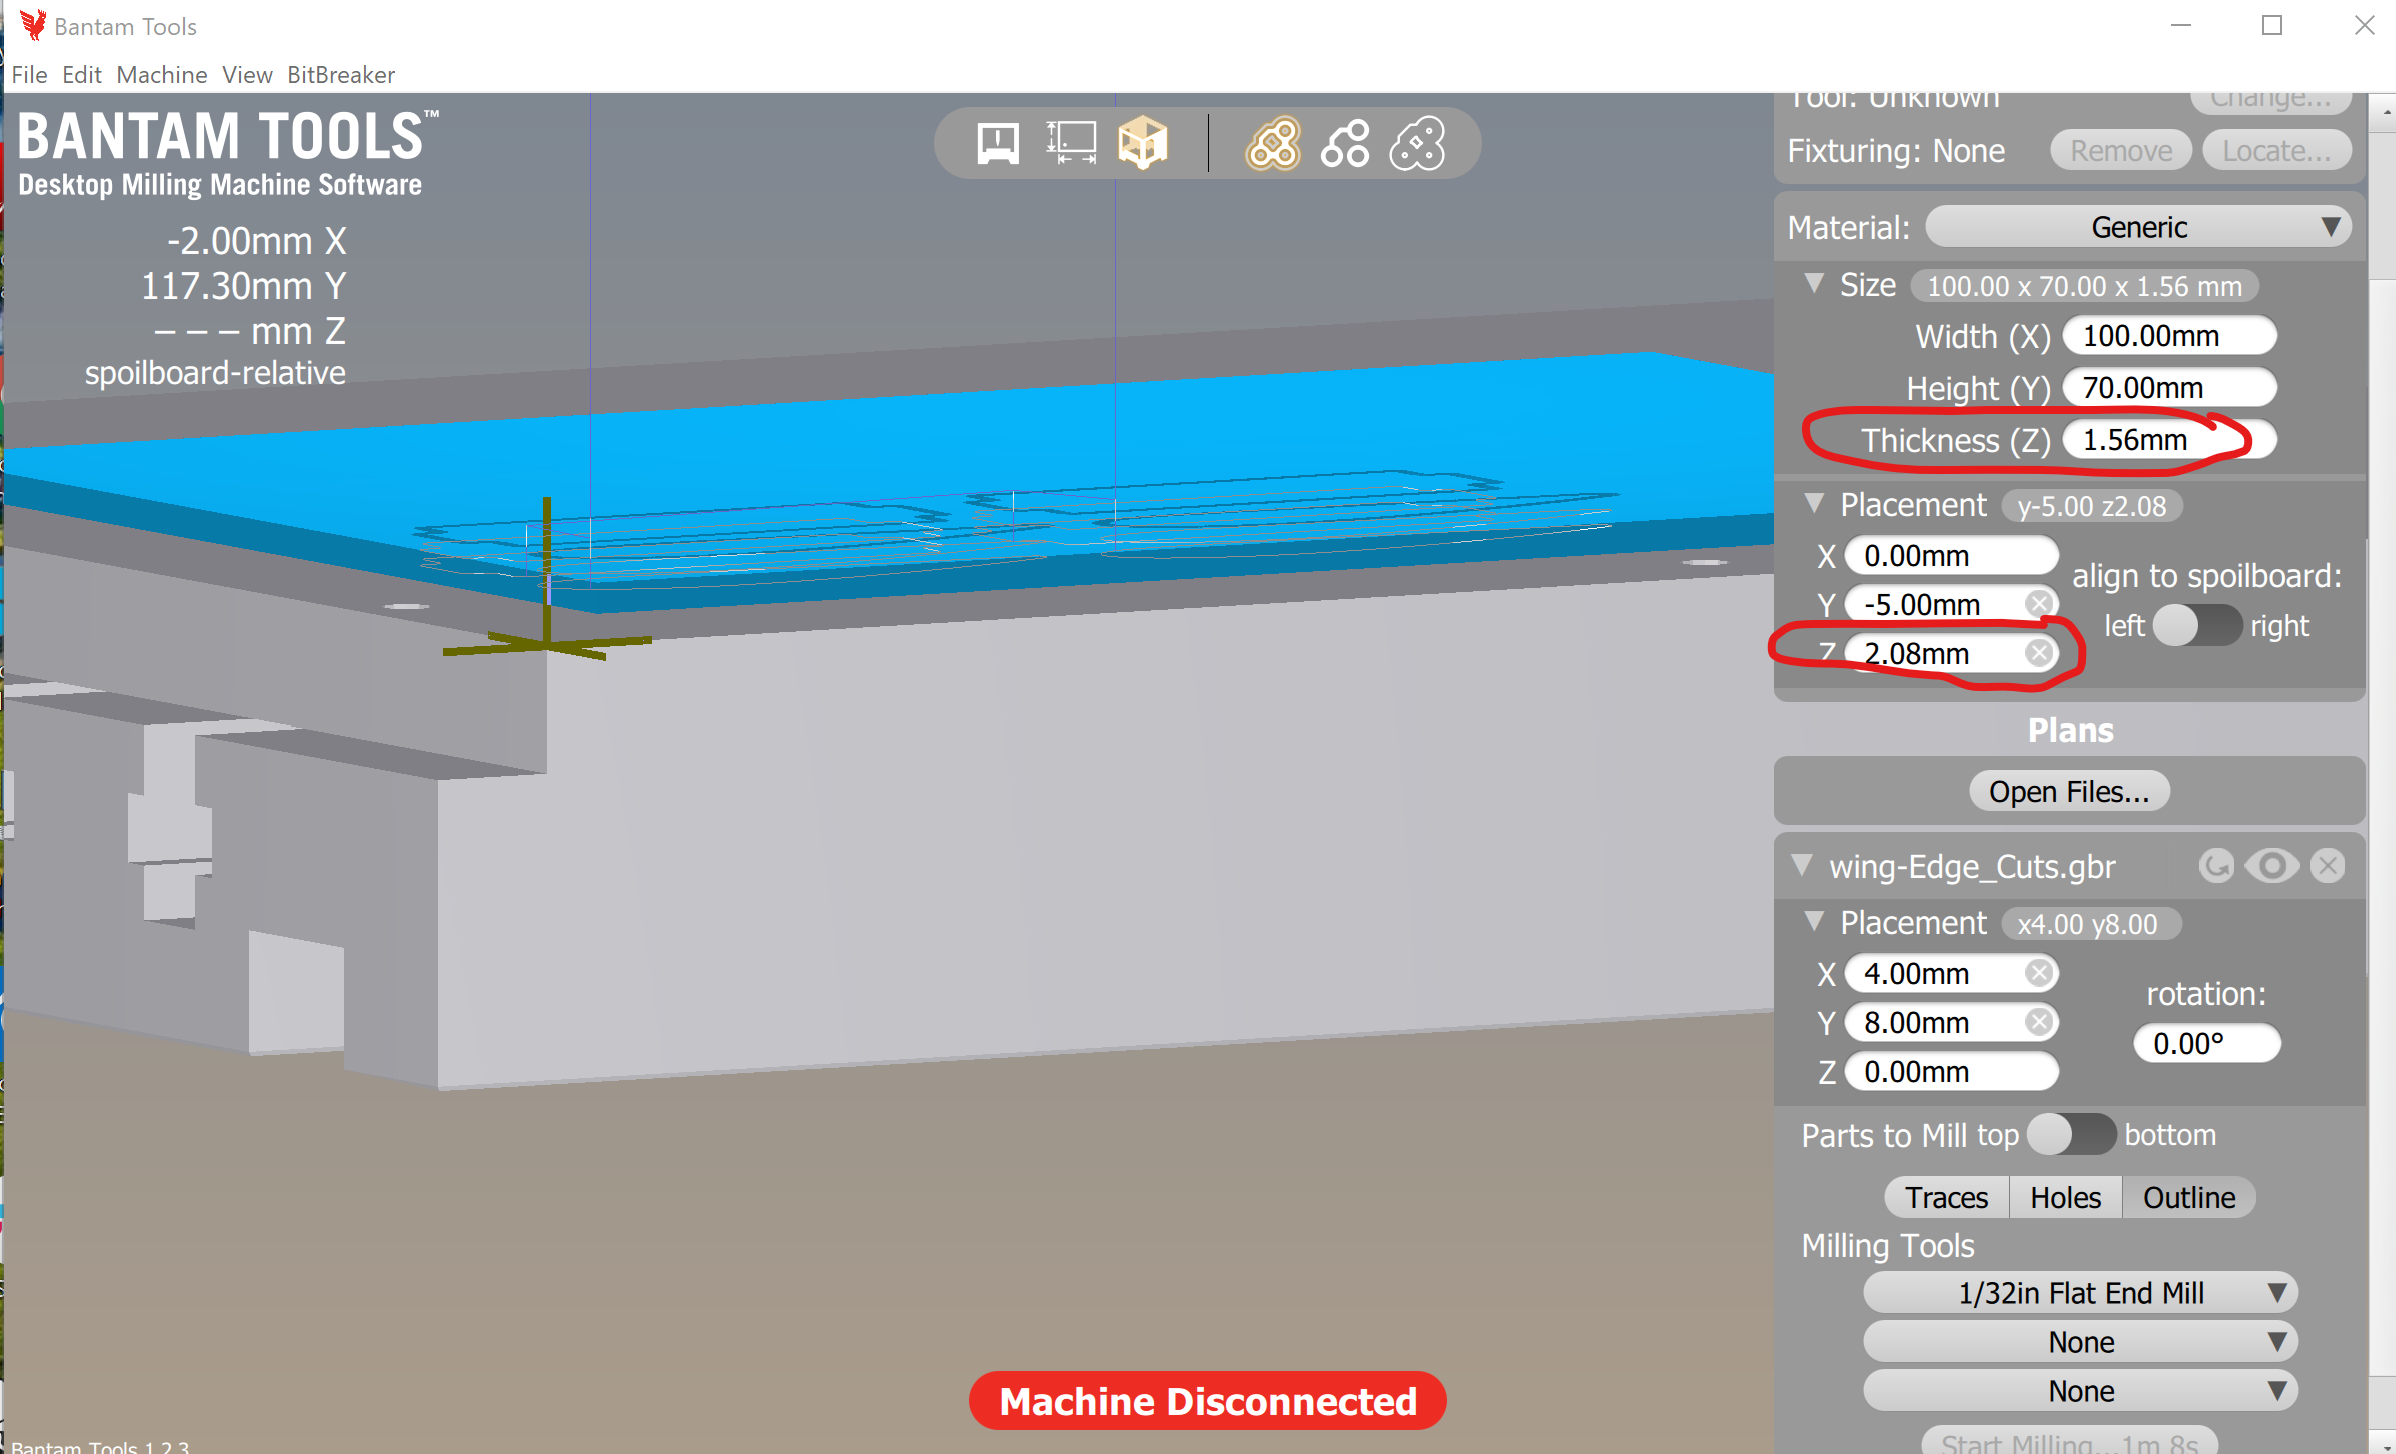 Bantam Tools
File Edit Machine View BitBreaker
BANTAM TOOLS™
Desktop Milling Machine Software
-2.00mm X
117.30mm Y
– – – mm Z
spoilboard-relative
Tool: Unknown Change...
Fixturing: None Remove Locate...
Material: Generic
Size 100.00 x 70.00 x 1.56 mm
Width (X) 100.00mm
Height (Y) 70.00mm
Thickness (Z) 1.56mm
Placement y-5.00 z2.08
X 0.00mm
align to spoilboard:
Y -5.00mm
left right
Z 2.08mm
Plans
Open Files...
wing-Edge_Cuts.gbr
Placement x4.00 y8.00
X 4.00mm
rotation:
Y 8.00mm
0.00°
Z 0.00mm
Parts to Mill top bottom
Traces Holes Outline
Milling Tools
1/32in Flat End Mill
None
None
Start Milling...1m 8s
Machine Disconnected
Bantam Tools 1.2.3